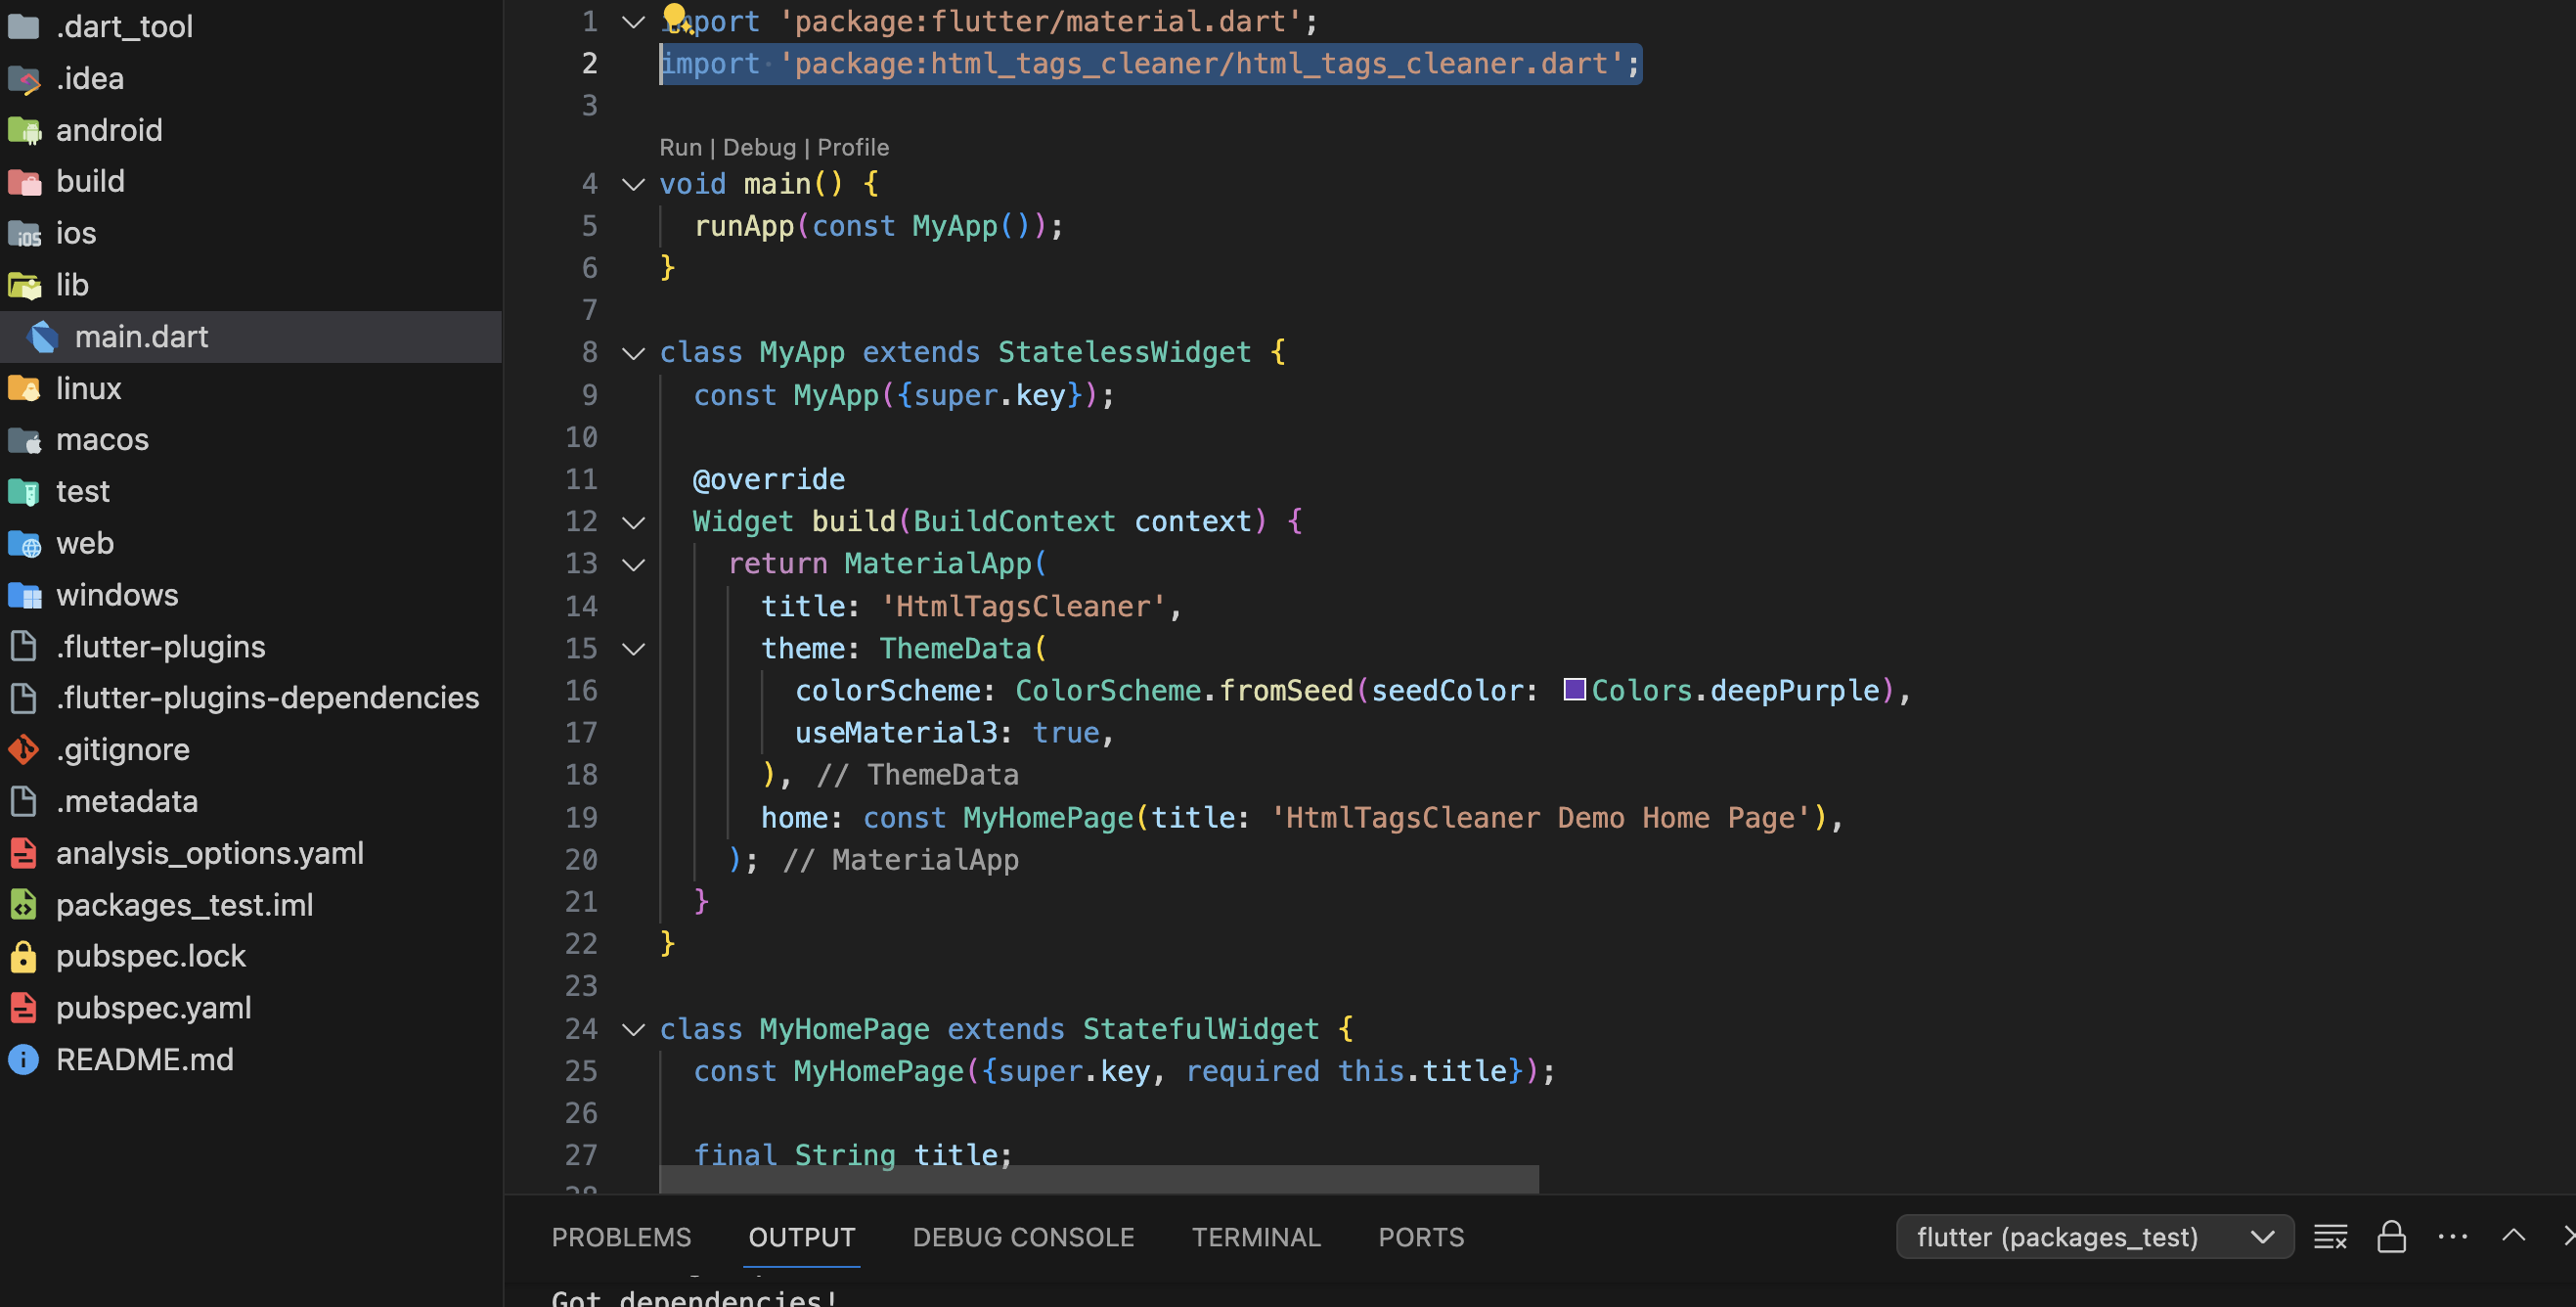 .dart_tool
.idea
android
build
ios
lib
main.dart
linux
macos
test
web
windows
.flutter-plugins
.flutter-plugins-dependencies
.gitignore
.metadata
analysis_options.yaml
packages_test.iml
pubspec.lock
pubspec.yaml
README.md
1 import 'package:flutter/material.dart';
2 import 'package:html_tags_cleaner/html_tags_cleaner.dart';
3
Run | Debug | Profile
4 void main() {
5 runApp(const MyApp());
6 }
7
8 class MyApp extends StatelessWidget {
9 const MyApp({super.key});
10
11 @override
12 Widget build(BuildContext context) {
13 return MaterialApp(
14 title: 'HtmlTagsCleaner',
15 theme: ThemeData(
16 colorScheme: ColorScheme.fromSeed(seedColor: Colors.deepPurple),
17 useMaterial3: true,
18 ), // ThemeData
19 home: const MyHomePage(title: 'HtmlTagsCleaner Demo Home Page'),
20 ); // MaterialApp
21 }
22 }
23
24 class MyHomePage extends StatefulWidget {
25 const MyHomePage({super.key, required this.title});
26
27 final String title;
28
PROBLEMS OUTPUT DEBUG CONSOLE TERMINAL PORTS flutter (packages_test)
Got dependencies!